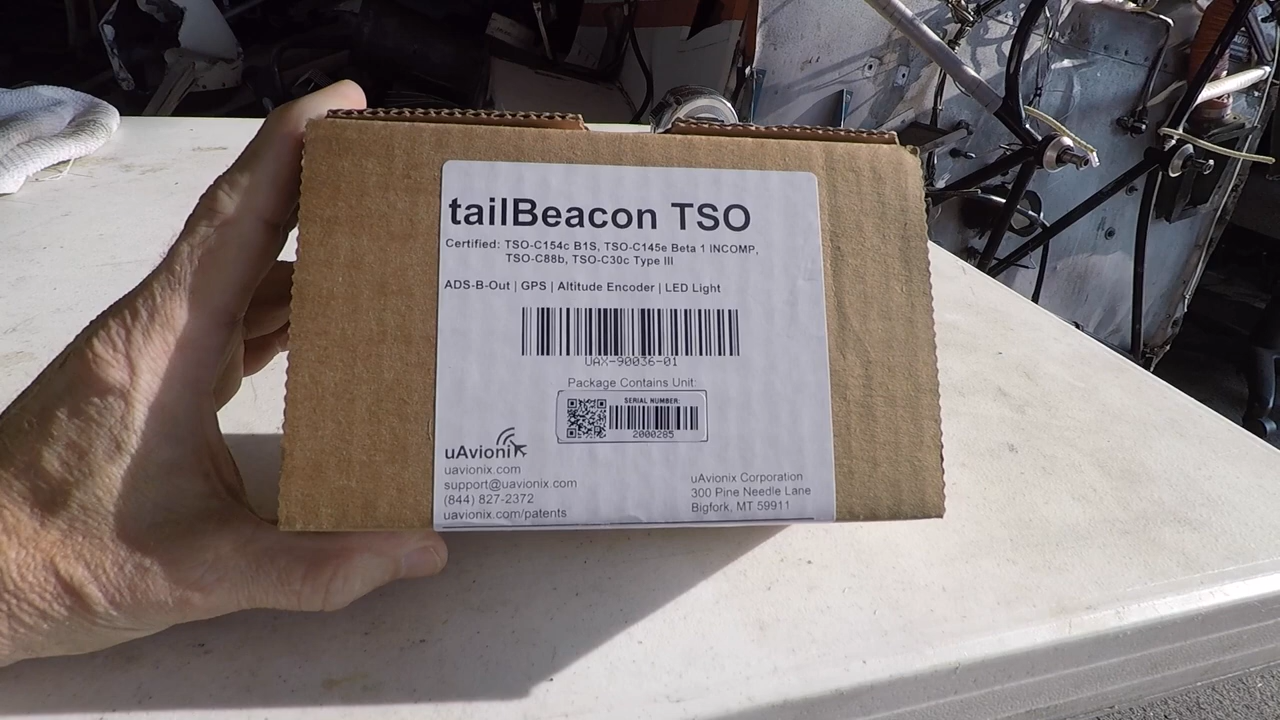 tailBeacon TSO
Certified: TSO-C154c B1S, TSO-C145e Beta 1 INCOMP,
TSO-C88b, TSO-C30c Type III
ADS-B-Out | GPS | Altitude Encoder | LED Light
UAX-90036-01
Package Contains Unit:
SERIAL NUMBER:
2000285
uAvionix
uavionix.com
support@uavionix.com
(844) 827-2372
uavionix.com/patents
uAvionix Corporation
300 Pine Needle Lane
Bigfork, MT 59911